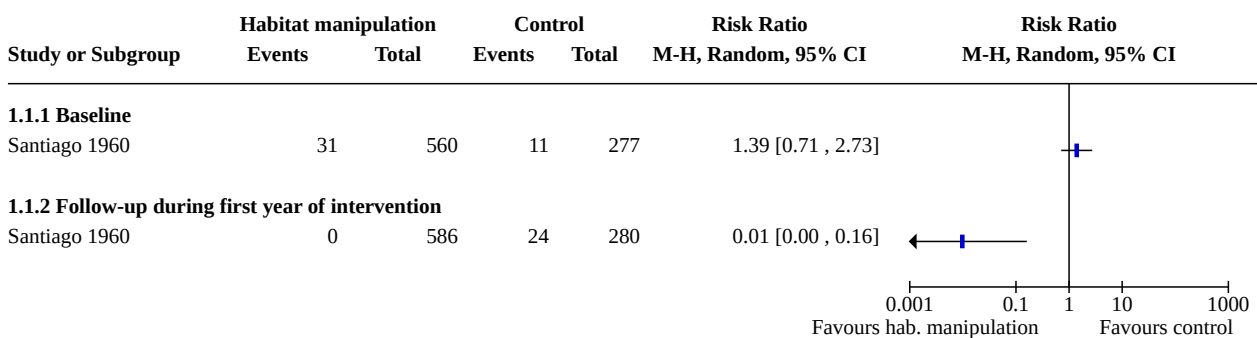 Habitat manipulation Control Risk Ratio Risk Ratio
Study or Subgroup Events Total Events Total M-H, Random, 95% CI M-H, Random, 95% CI
1.1.1 Baseline
Santiago 1960 31 560 11 277 1.39 [0.71 , 2.73]
1.1.2 Follow-up during first year of intervention
Santiago 1960 0 586 24 280 0.01 [0.00 , 0.16]
0.001 0.1 1 10 1000
Favours hab. manipulation Favours control